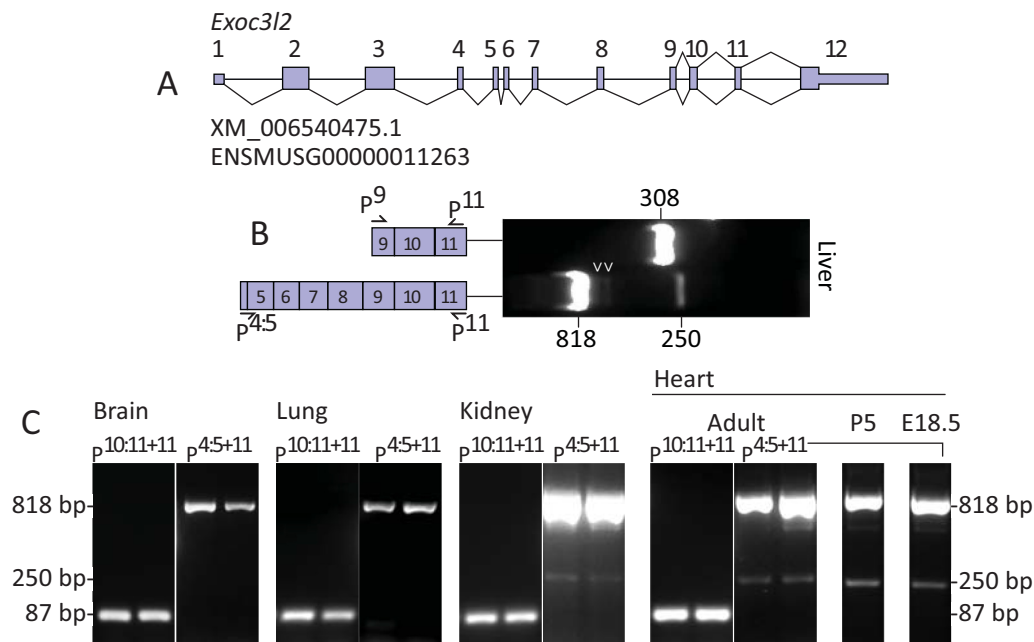 Exoc3l2
1 2 3 4 5 6 7 8 9 10 11 12
A
XM_006540475.1
ENSMUSG00000011263
B
P9 P11
308
9 10 11
vv
Liver
5 6 7 8 9 10 11
P4:5 P11
818 250
Heart
C
Brain Lung Kidney Adult P5 E18.5
P10:11+11 P4:5+11 P10:11+11 P4:5+11 P10:11+11 P4:5+11 P10:11+11 P4:5+11
818 bp 818 bp
250 bp 250 bp
87 bp 87 bp